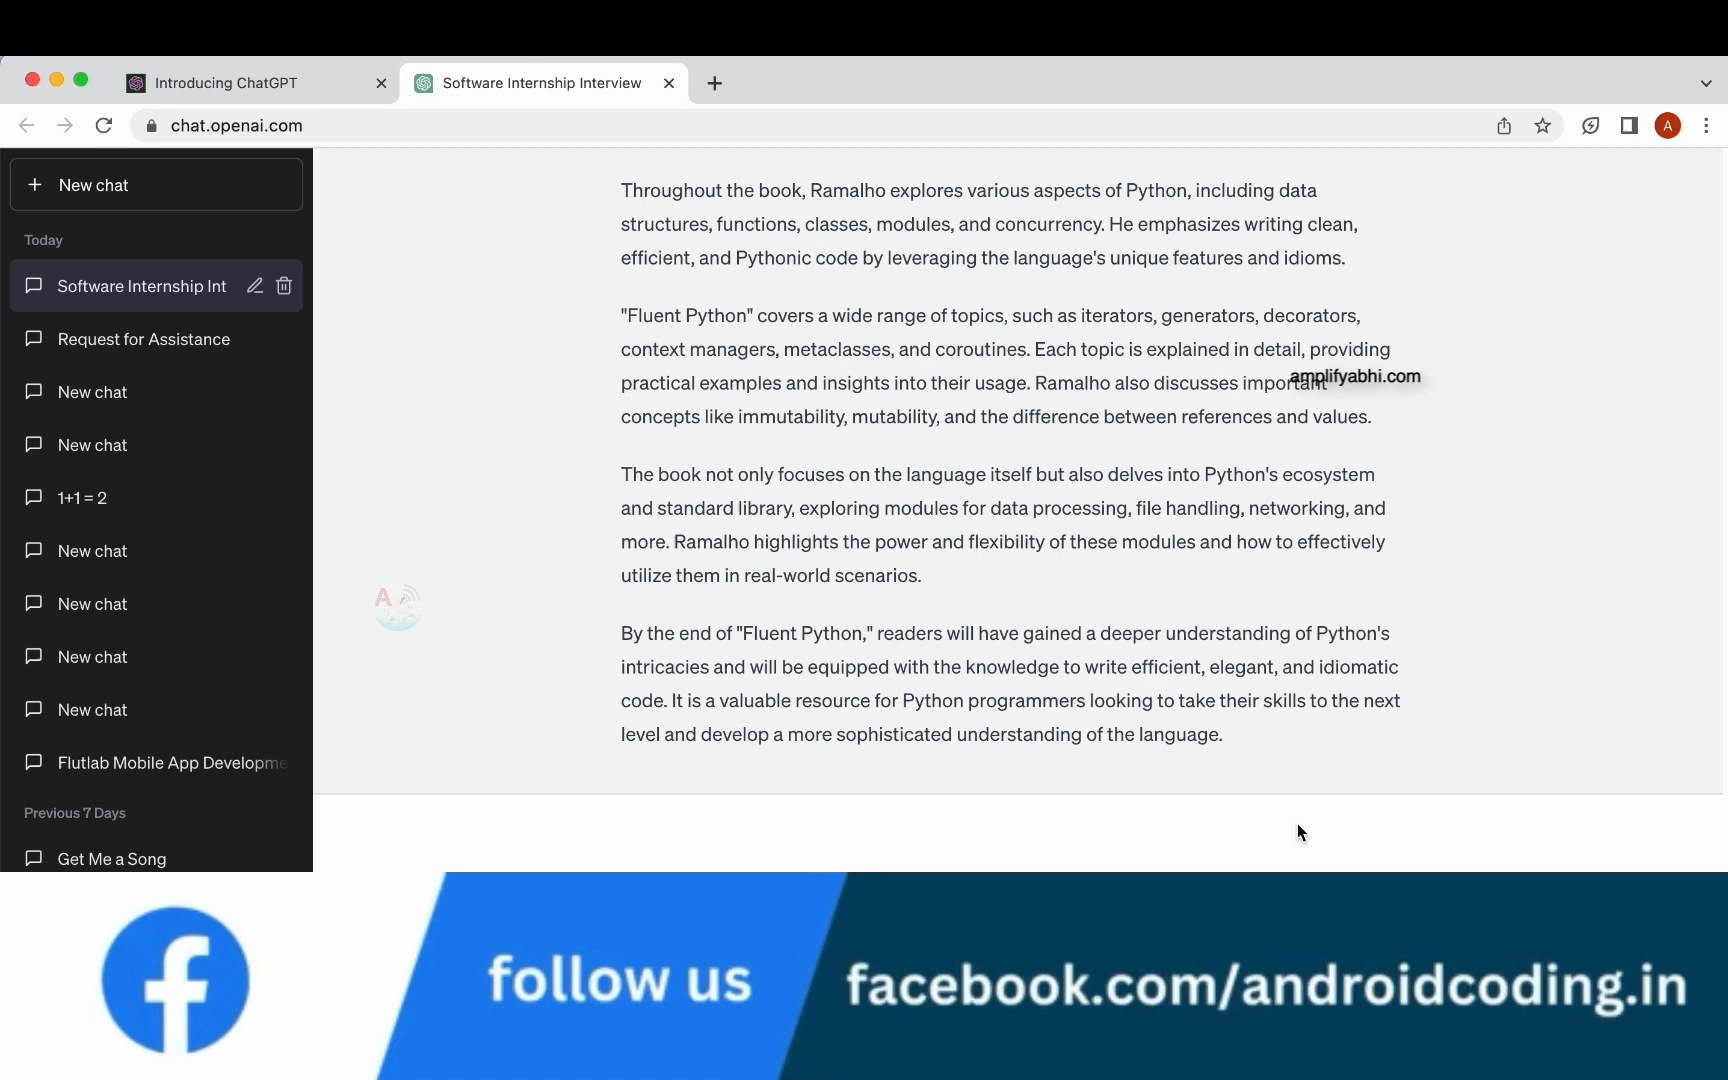 Introducing ChatGPT
Software Internship Interview
chat.openai.com
A
New chat
Today
Software Internship Int
Request for Assistance
New chat
New chat
1+1 = 2
New chat
New chat
New chat
New chat
Flutlab Mobile App Developme
Previous 7 Days
Get Me a Song
Throughout the book, Ramalho explores various aspects of Python, including data
structures, functions, classes, modules, and concurrency. He emphasizes writing clean,
efficient, and Pythonic code by leveraging the language's unique features and idioms.
"Fluent Python" covers a wide range of topics, such as iterators, generators, decorators,
context managers, metaclasses, and coroutines. Each topic is explained in detail, providing
practical examples and insights into their usage. Ramalho also discusses important
amplifyabhi.com
concepts like immutability, mutability, and the difference between references and values.
The book not only focuses on the language itself but also delves into Python's ecosystem
and standard library, exploring modules for data processing, file handling, networking, and
more. Ramalho highlights the power and flexibility of these modules and how to effectively
utilize them in real-world scenarios.
A
By the end of "Fluent Python," readers will have gained a deeper understanding of Python's
intricacies and will be equipped with the knowledge to write efficient, elegant, and idiomatic
code. It is a valuable resource for Python programmers looking to take their skills to the next
level and develop a more sophisticated understanding of the language.
f
follow us
facebook.com/androidcoding.in